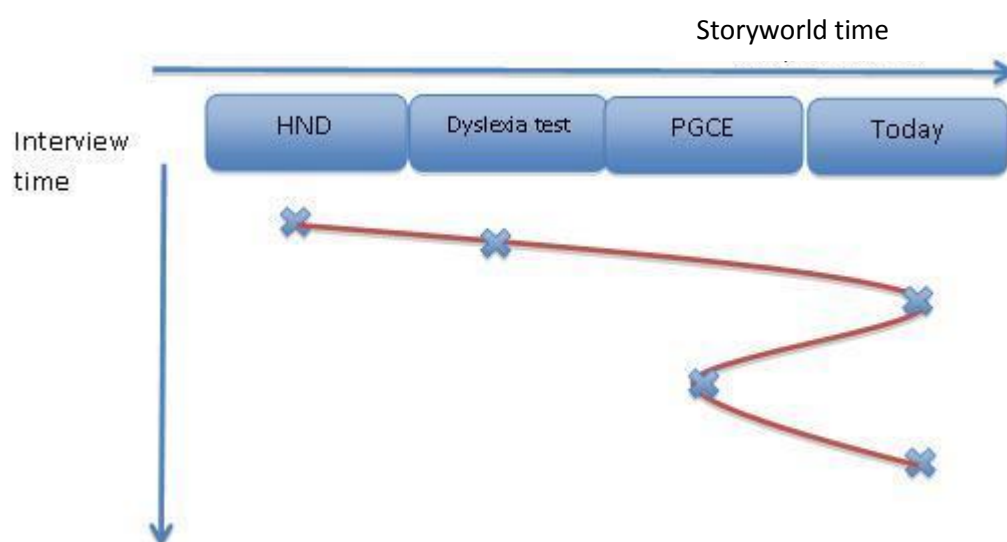 Storyworld time
HND
Dyslexia test
PGCE
Today
Interview
time